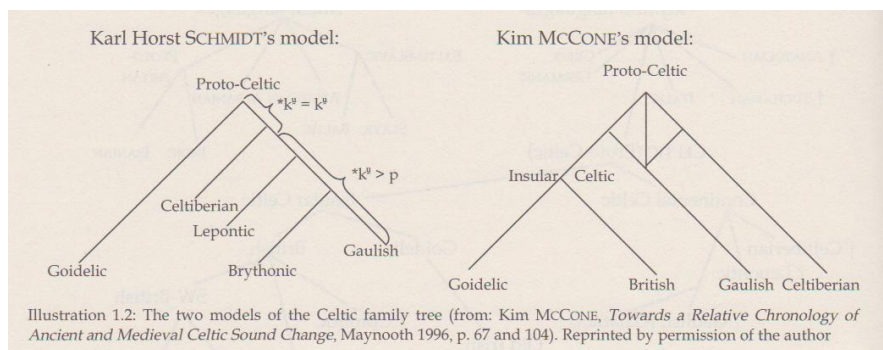 Karl Horst SCHMIDT's model:
Kim MCCONE's model:
Proto-Celtic
*kᵘ̯ = kᵘ̯
*kᵘ̯ > p
Celtiberian
Lepontic
Gaulish
Goidelic
Brythonic
Proto-Celtic
Insular Celtic
Goidelic
British
Gaulish Celtiberian
Illustration 1.2: The two models of the Celtic family tree (from: Kim MCCONE, Towards a Relative Chronology of
Ancient and Medieval Celtic Sound Change, Maynooth 1996, p. 67 and 104). Reprinted by permission of the author